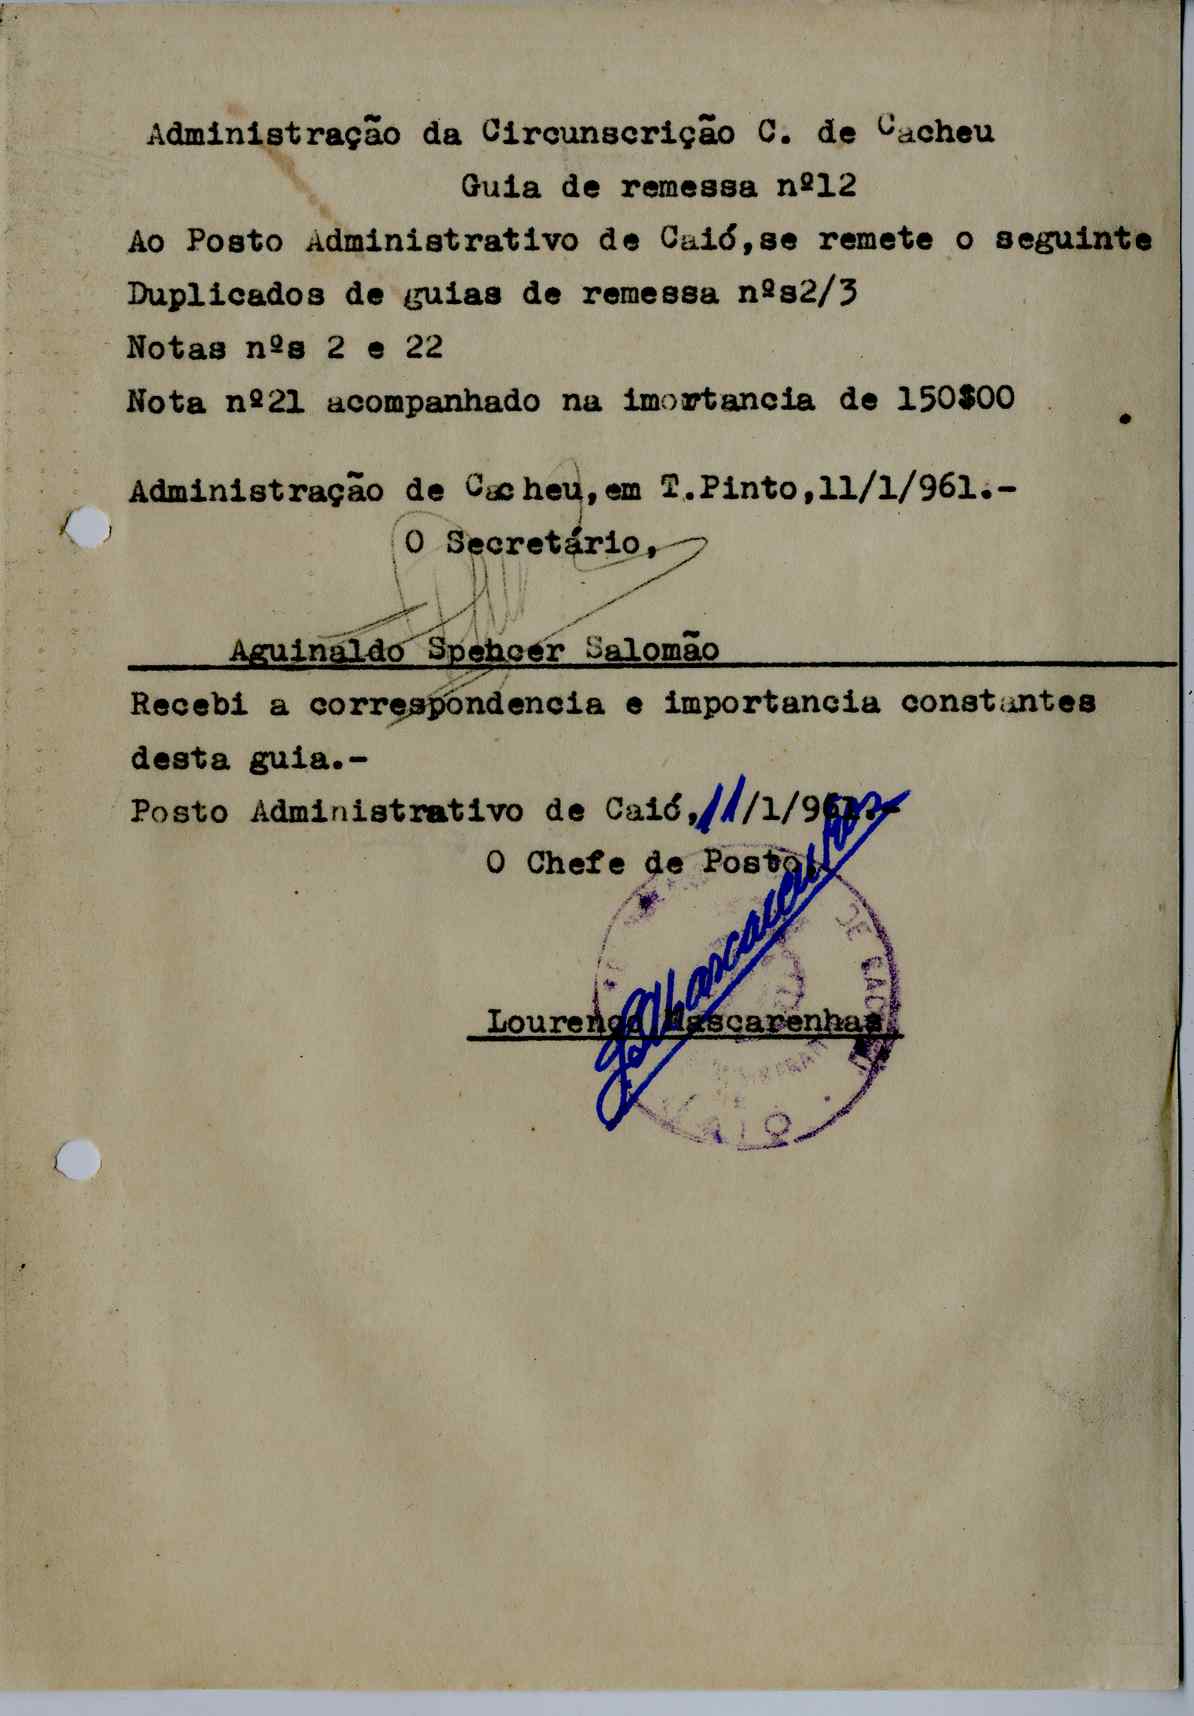 Administração da Circunscrição C. de Cacheu
Guia de remessa nº12
Ao Posto Administrativo de Caió,se remete o seguinte
Duplicados de guias de remessa nºs2/3
Notas nºs 2 e 22
Nota nº21 acompanhado na imortancia de 150$00
Administração de Cacheu,em T.Pinto,11/1/961.-
O Secretário,
Aguinaldo Spencer Salomão
Recebi a correspondencia e importancia constantes
desta guia.-
Posto Administrativo de Caió,11/1/961.-
O Chefe de Posto,
Lourenço Mascarenhas
DE CAC